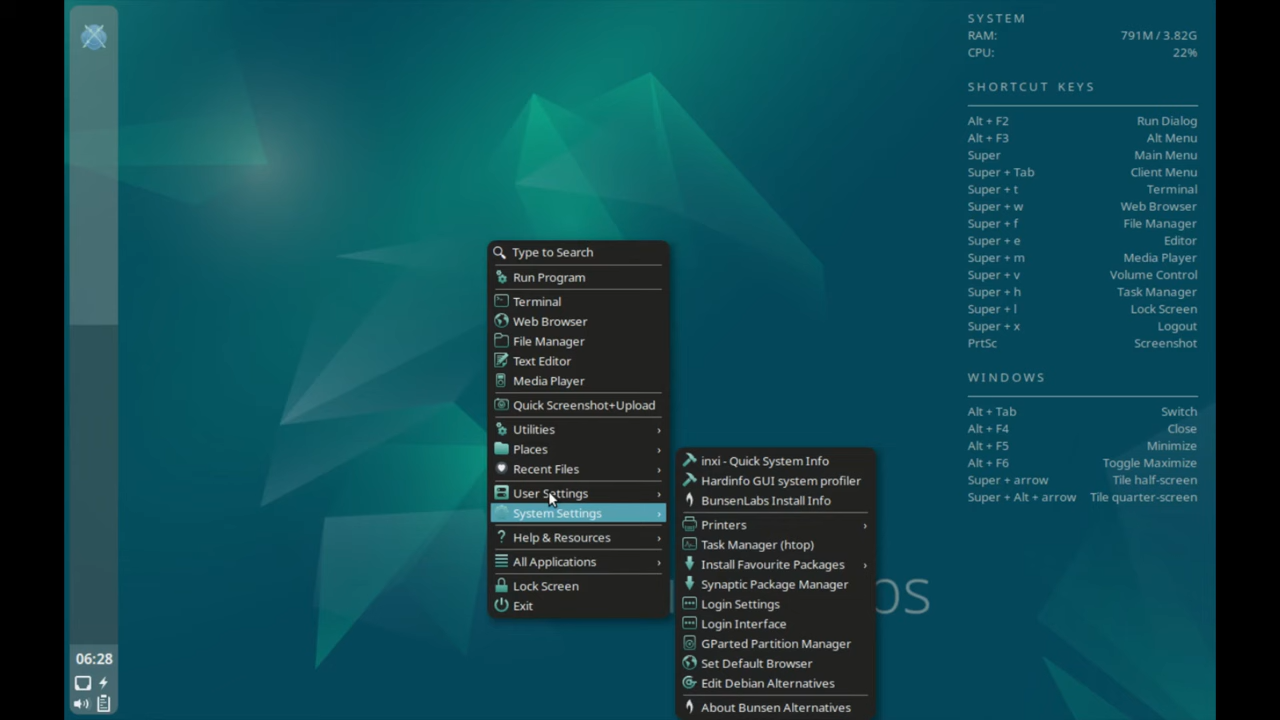 SYSTEM
RAM: 791M / 3.82G
CPU: 22%
SHORTCUT KEYS
Alt + F2 Run Dialog
Alt + F3 Alt Menu
Super Main Menu
Super + Tab Client Menu
Super + t Terminal
Super + w Web Browser
Super + f File Manager
Super + e Editor
Super + m Media Player
Super + v Volume Control
Super + h Task Manager
Super + l Lock Screen
Super + x Logout
PrtSc Screenshot
WINDOWS
Alt + Tab Switch
Alt + F4 Close
Alt + F5 Minimize
Alt + F6 Toggle Maximize
Super + arrow Tile half-screen
Super + Alt + arrow Tile quarter-screen
Type to Search
Run Program
Terminal
Web Browser
File Manager
Text Editor
Media Player
Quick Screenshot+Upload
Utilities
Places
Recent Files
User Settings
System Settings
Help & Resources
All Applications
Lock Screen
Exit
inxi - Quick System Info
Hardinfo GUI system profiler
BunsenLabs Install Info
Printers
Task Manager (htop)
Install Favourite Packages
Synaptic Package Manager
Login Settings
Login Interface
GParted Partition Manager
Set Default Browser
Edit Debian Alternatives
About Bunsen Alternatives
06:28